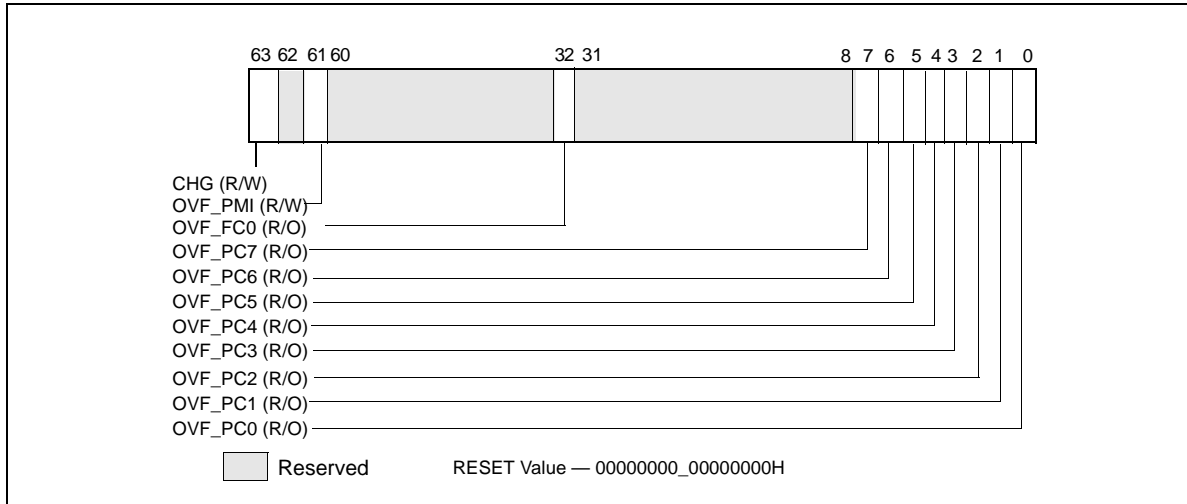 63 62 61 60 32 31 8 7 6 5 4 3 2 1 0
CHG (R/W)
OVF_PMI (R/W)
OVF_FC0 (R/O)
OVF_PC7 (R/O)
OVF_PC6 (R/O)
OVF_PC5 (R/O)
OVF_PC4 (R/O)
OVF_PC3 (R/O)
OVF_PC2 (R/O)
OVF_PC1 (R/O)
OVF_PC0 (R/O)
Reserved RESET Value — 00000000_00000000H